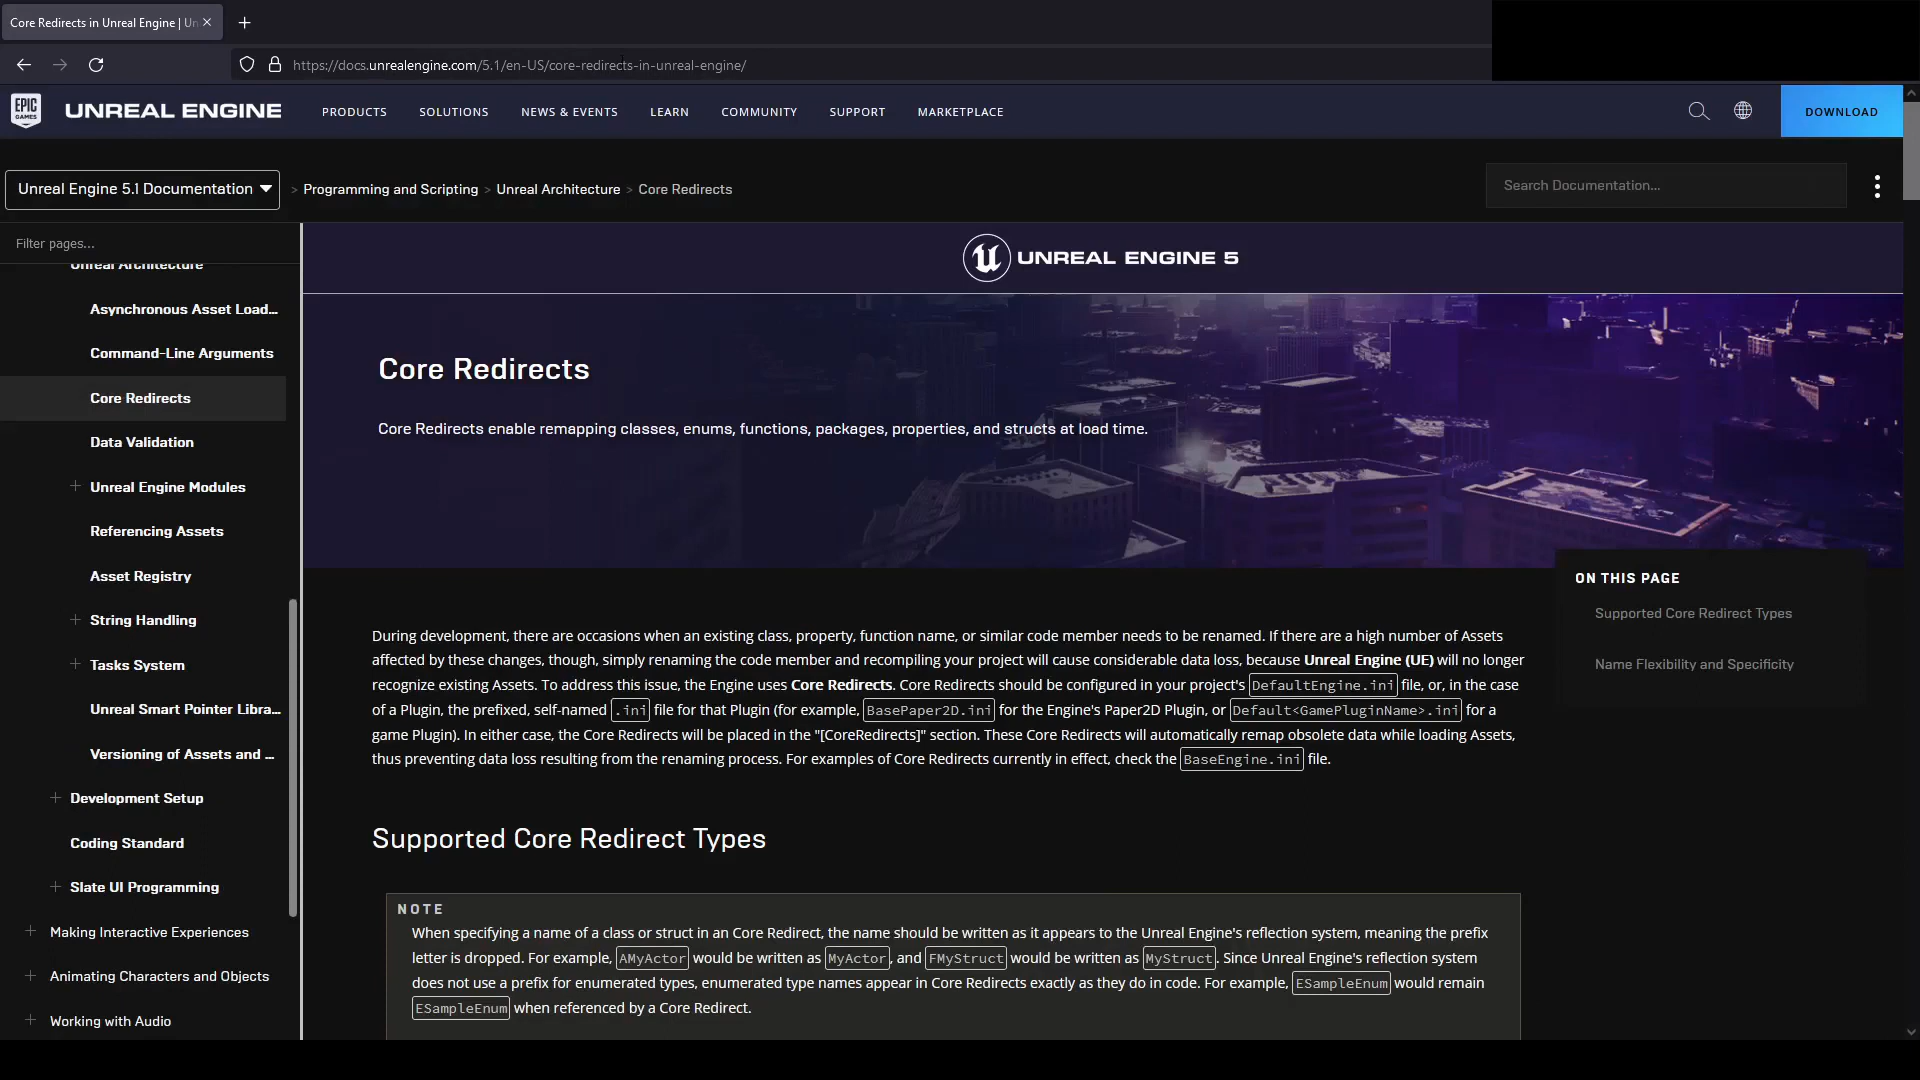 Core Redirects in Unreal Engine | Un
https://docs.unrealengine.com/5.1/en-US/core-redirects-in-unreal-engine/
EPIC GAMES
UNREAL ENGINE
PRODUCTS
SOLUTIONS
NEWS & EVENTS
LEARN
COMMUNITY
SUPPORT
MARKETPLACE
DOWNLOAD
Unreal Engine 5.1 Documentation
> Programming and Scripting > Unreal Architecture > Core Redirects
Search Documentation...
Filter pages...
Unreal Architecture
Asynchronous Asset Load...
Command-Line Arguments
Core Redirects
Data Validation
Unreal Engine Modules
Referencing Assets
Asset Registry
String Handling
Tasks System
Unreal Smart Pointer Libra...
Versioning of Assets and ...
Development Setup
Coding Standard
Slate UI Programming
Making Interactive Experiences
Animating Characters and Objects
Working with Audio
UNREAL ENGINE 5
Core Redirects
Core Redirects enable remapping classes, enums, functions, packages, properties, and structs at load time.
During development, there are occasions when an existing class, property, function name, or similar code member needs to be renamed. If there are a high number of Assets
affected by these changes, though, simply renaming the code member and recompiling your project will cause considerable data loss, because Unreal Engine (UE) will no longer
recognize existing Assets. To address this issue, the Engine uses Core Redirects. Core Redirects should be configured in your project's DefaultEngine.ini file, or, in the case
of a Plugin, the prefixed, self-named .ini file for that Plugin (for example, BasePaper2D.ini for the Engine's Paper2D Plugin, or Default<GamePluginName>.ini for a
game Plugin). In either case, the Core Redirects will be placed in the "[CoreRedirects]" section. These Core Redirects will automatically remap obsolete data while loading Assets,
thus preventing data loss resulting from the renaming process. For examples of Core Redirects currently in effect, check the BaseEngine.ini file.
Supported Core Redirect Types
NOTE
When specifying a name of a class or struct in an Core Redirect, the name should be written as it appears to the Unreal Engine's reflection system, meaning the prefix
letter is dropped. For example, AMyActor would be written as MyActor, and FMyStruct would be written as MyStruct. Since Unreal Engine's reflection system
does not use a prefix for enumerated types, enumerated type names appear in Core Redirects exactly as they do in code. For example, ESampleEnum would remain
ESampleEnum when referenced by a Core Redirect.
ON THIS PAGE
Supported Core Redirect Types
Name Flexibility and Specificity